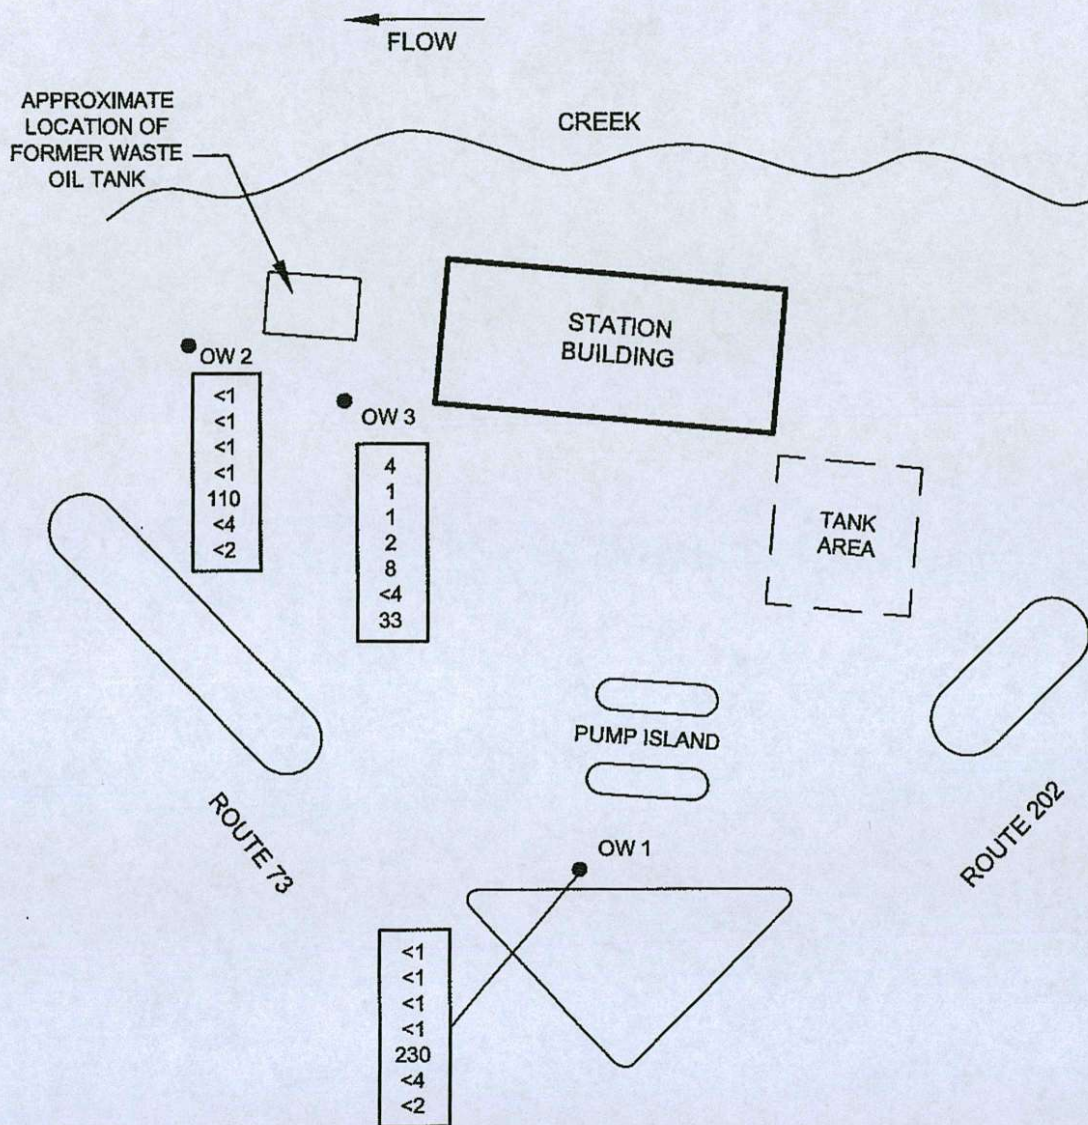 FLOW
APPROXIMATE
LOCATION OF
FORMER WASTE
OIL TANK
CREEK
STATION
BUILDING
OW 2
<1
<1
<1
<1
110
<4
<2
OW 3
4
1
1
2
8
<4
33
TANK
AREA
PUMP ISLAND
ROUTE 73
ROUTE 202
OW 1
<1
<1
<1
<1
230
<4
<2